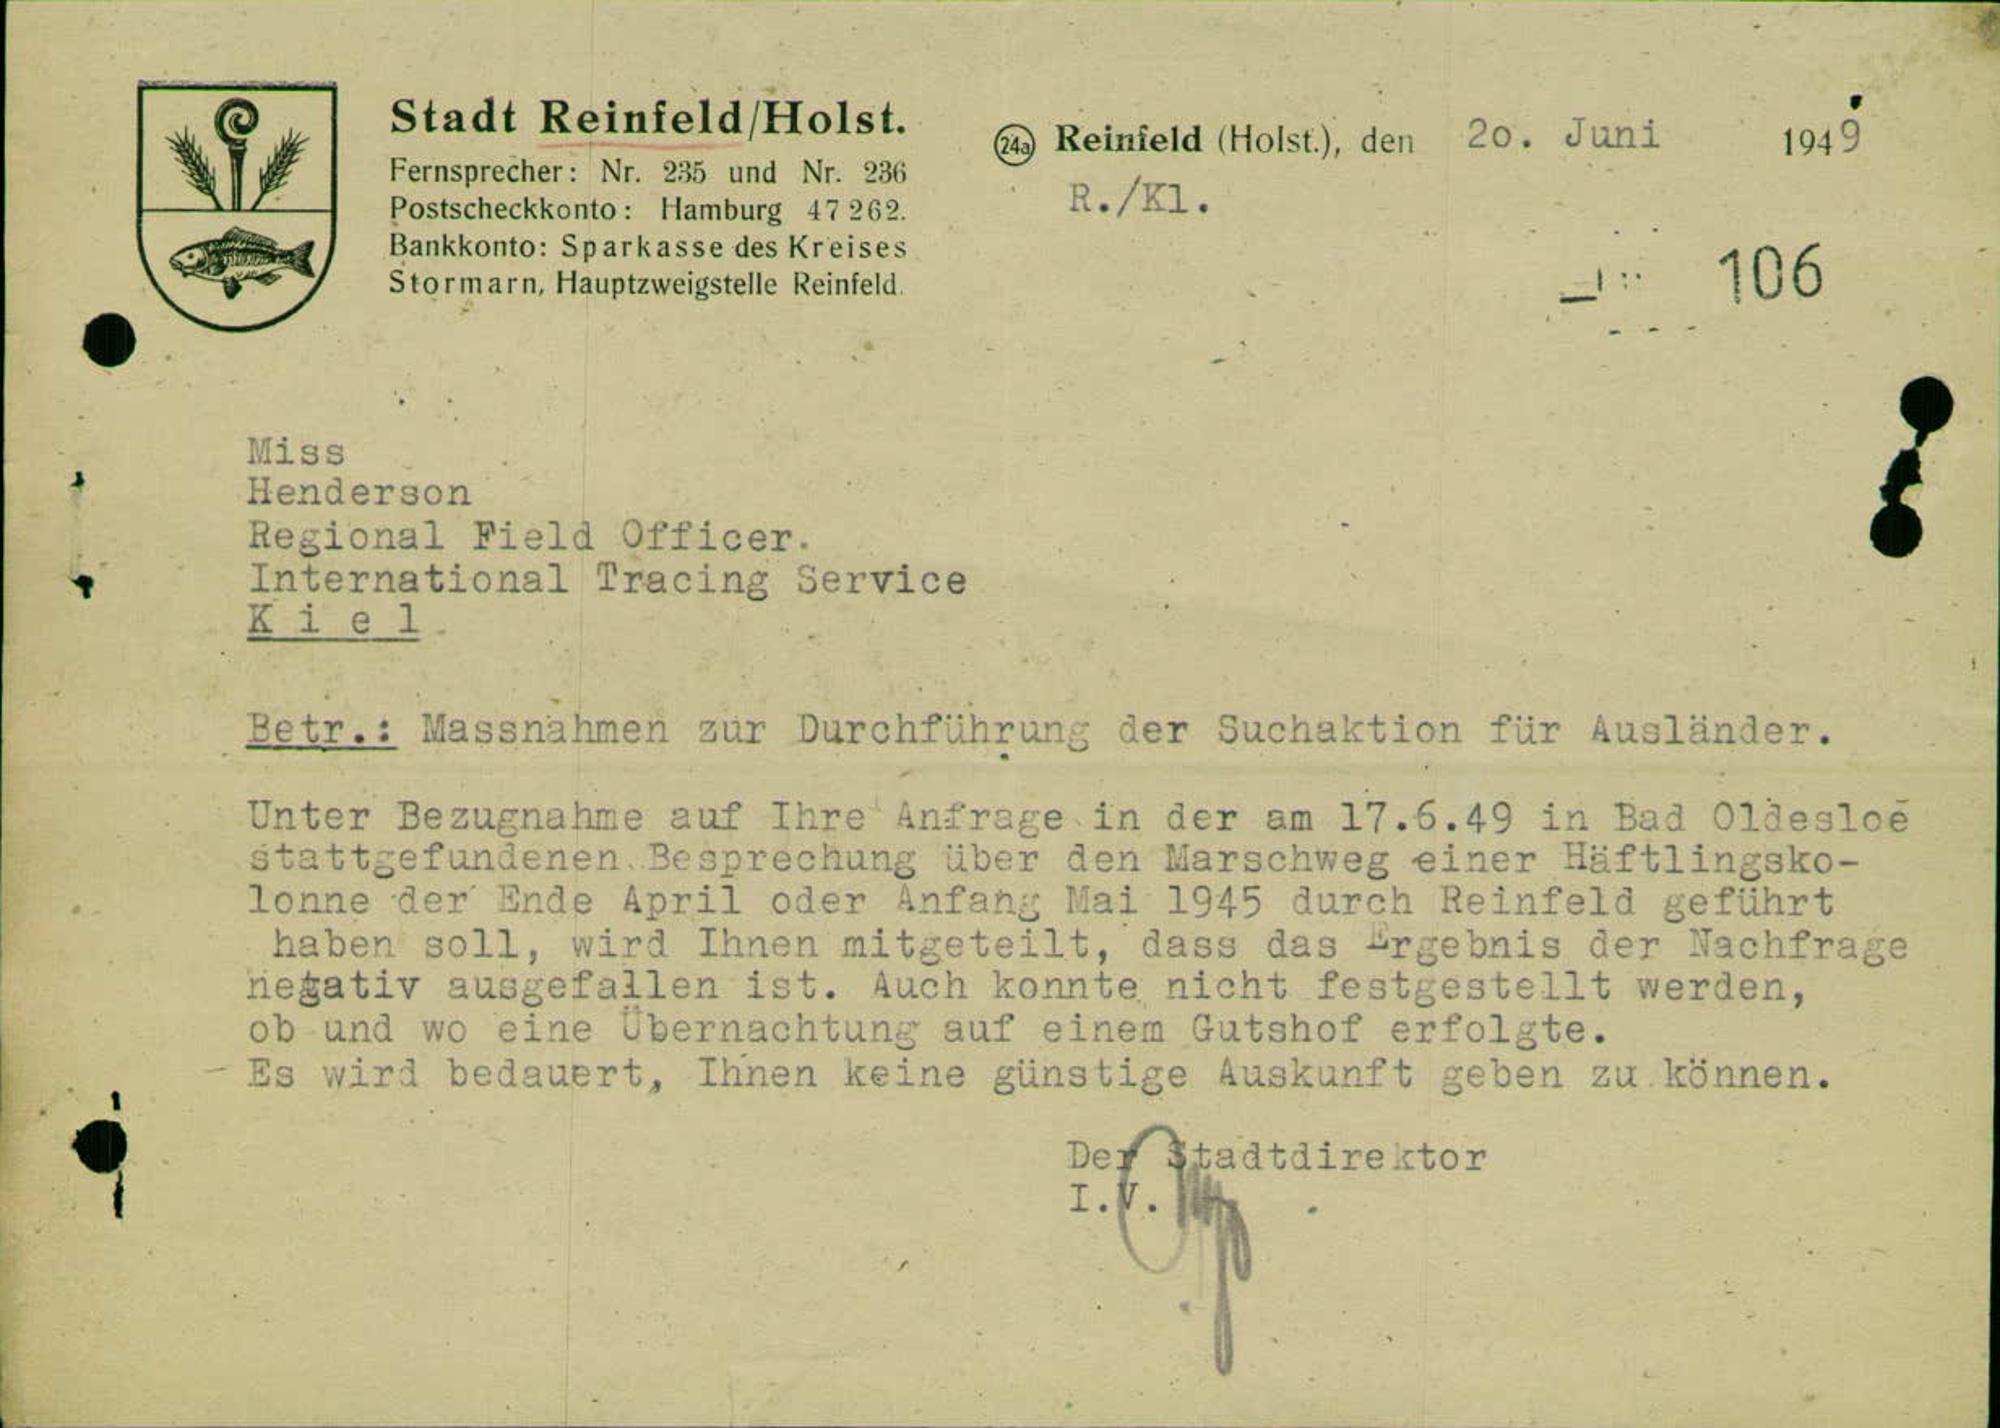 Stadt Reinfeld/Holst.
Fernsprecher: Nr. 235 und Nr. 236
Postscheckkonto: Hamburg 47 262.
Bankkonto: Sparkasse des Kreises
Stormarn, Hauptzweigstelle Reinfeld.
24a Reinfeld (Holst.), den 20. Juni 1949
R./Kl.
106
Miss
Henderson
Regional Field Officer.
International Tracing Service
K i e l
Betr.: Massnahmen zur Durchführung der Suchaktion für Ausländer.
Unter Bezugnahme auf Ihre Anfrage in der am 17.6.49 in Bad Oldesloe
stattgefundenen Besprechung über den Marschweg einer Häftlingsko-
lonne der Ende April oder Anfang Mai 1945 durch Reinfeld geführt
haben soll, wird Ihnen mitgeteilt, dass das Ergebnis der Nachfrage
negativ ausgefallen ist. Auch konnte nicht festgestellt werden,
ob und wo eine Übernachtung auf einem Gutshof erfolgte.
Es wird bedauert, Ihnen keine günstige Auskunft geben zu können.
Der Stadtdirektor
I.V.